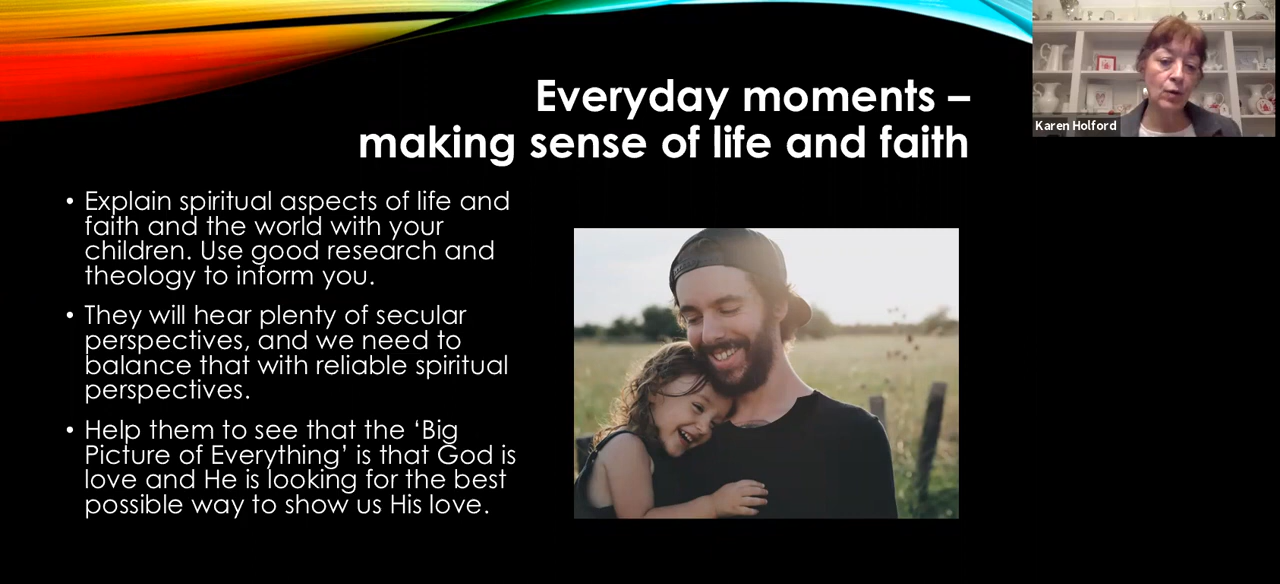 Everyday moments –
making sense of life and faith
Karen Holford
• Explain spiritual aspects of life and
faith and the world with your
children. Use good research and
theology to inform you.
• They will hear plenty of secular
perspectives, and we need to
balance that with reliable spiritual
perspectives.
• Help them to see that the ‘Big
Picture of Everything’ is that God is
love and He is looking for the best
possible way to show us His love.